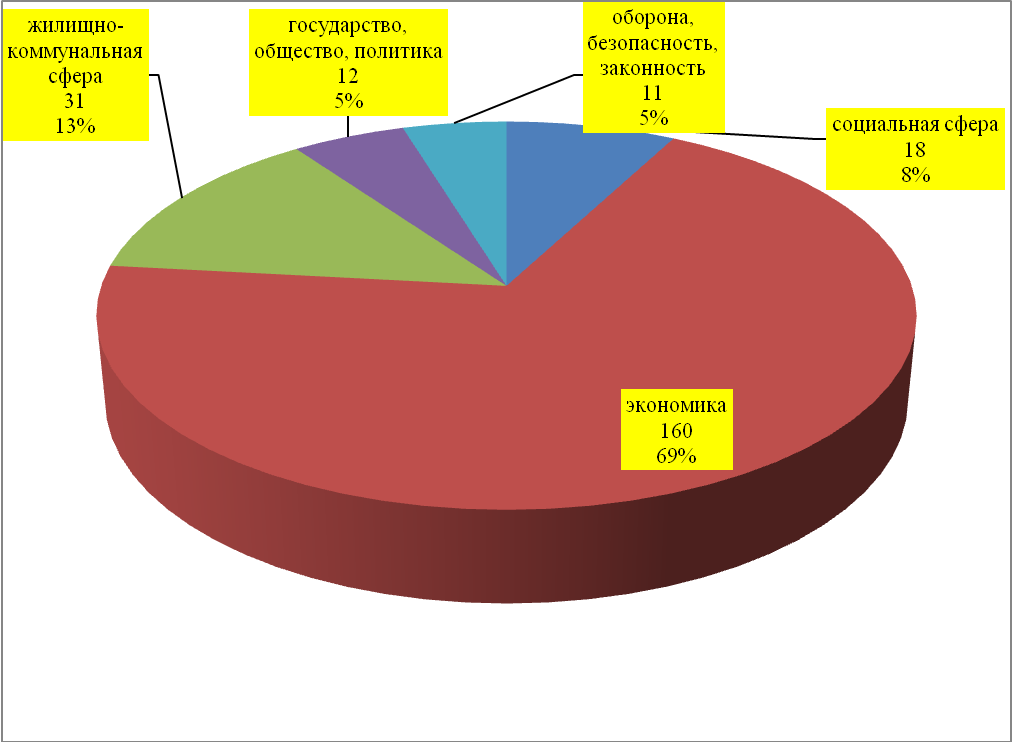 жилищно-
коммунальная
сфера
31
13%
государство,
общество, политика
12
5%
оборона,
безопасность,
законность
11
5%
социальная сфера
18
8%
экономика
160
69%